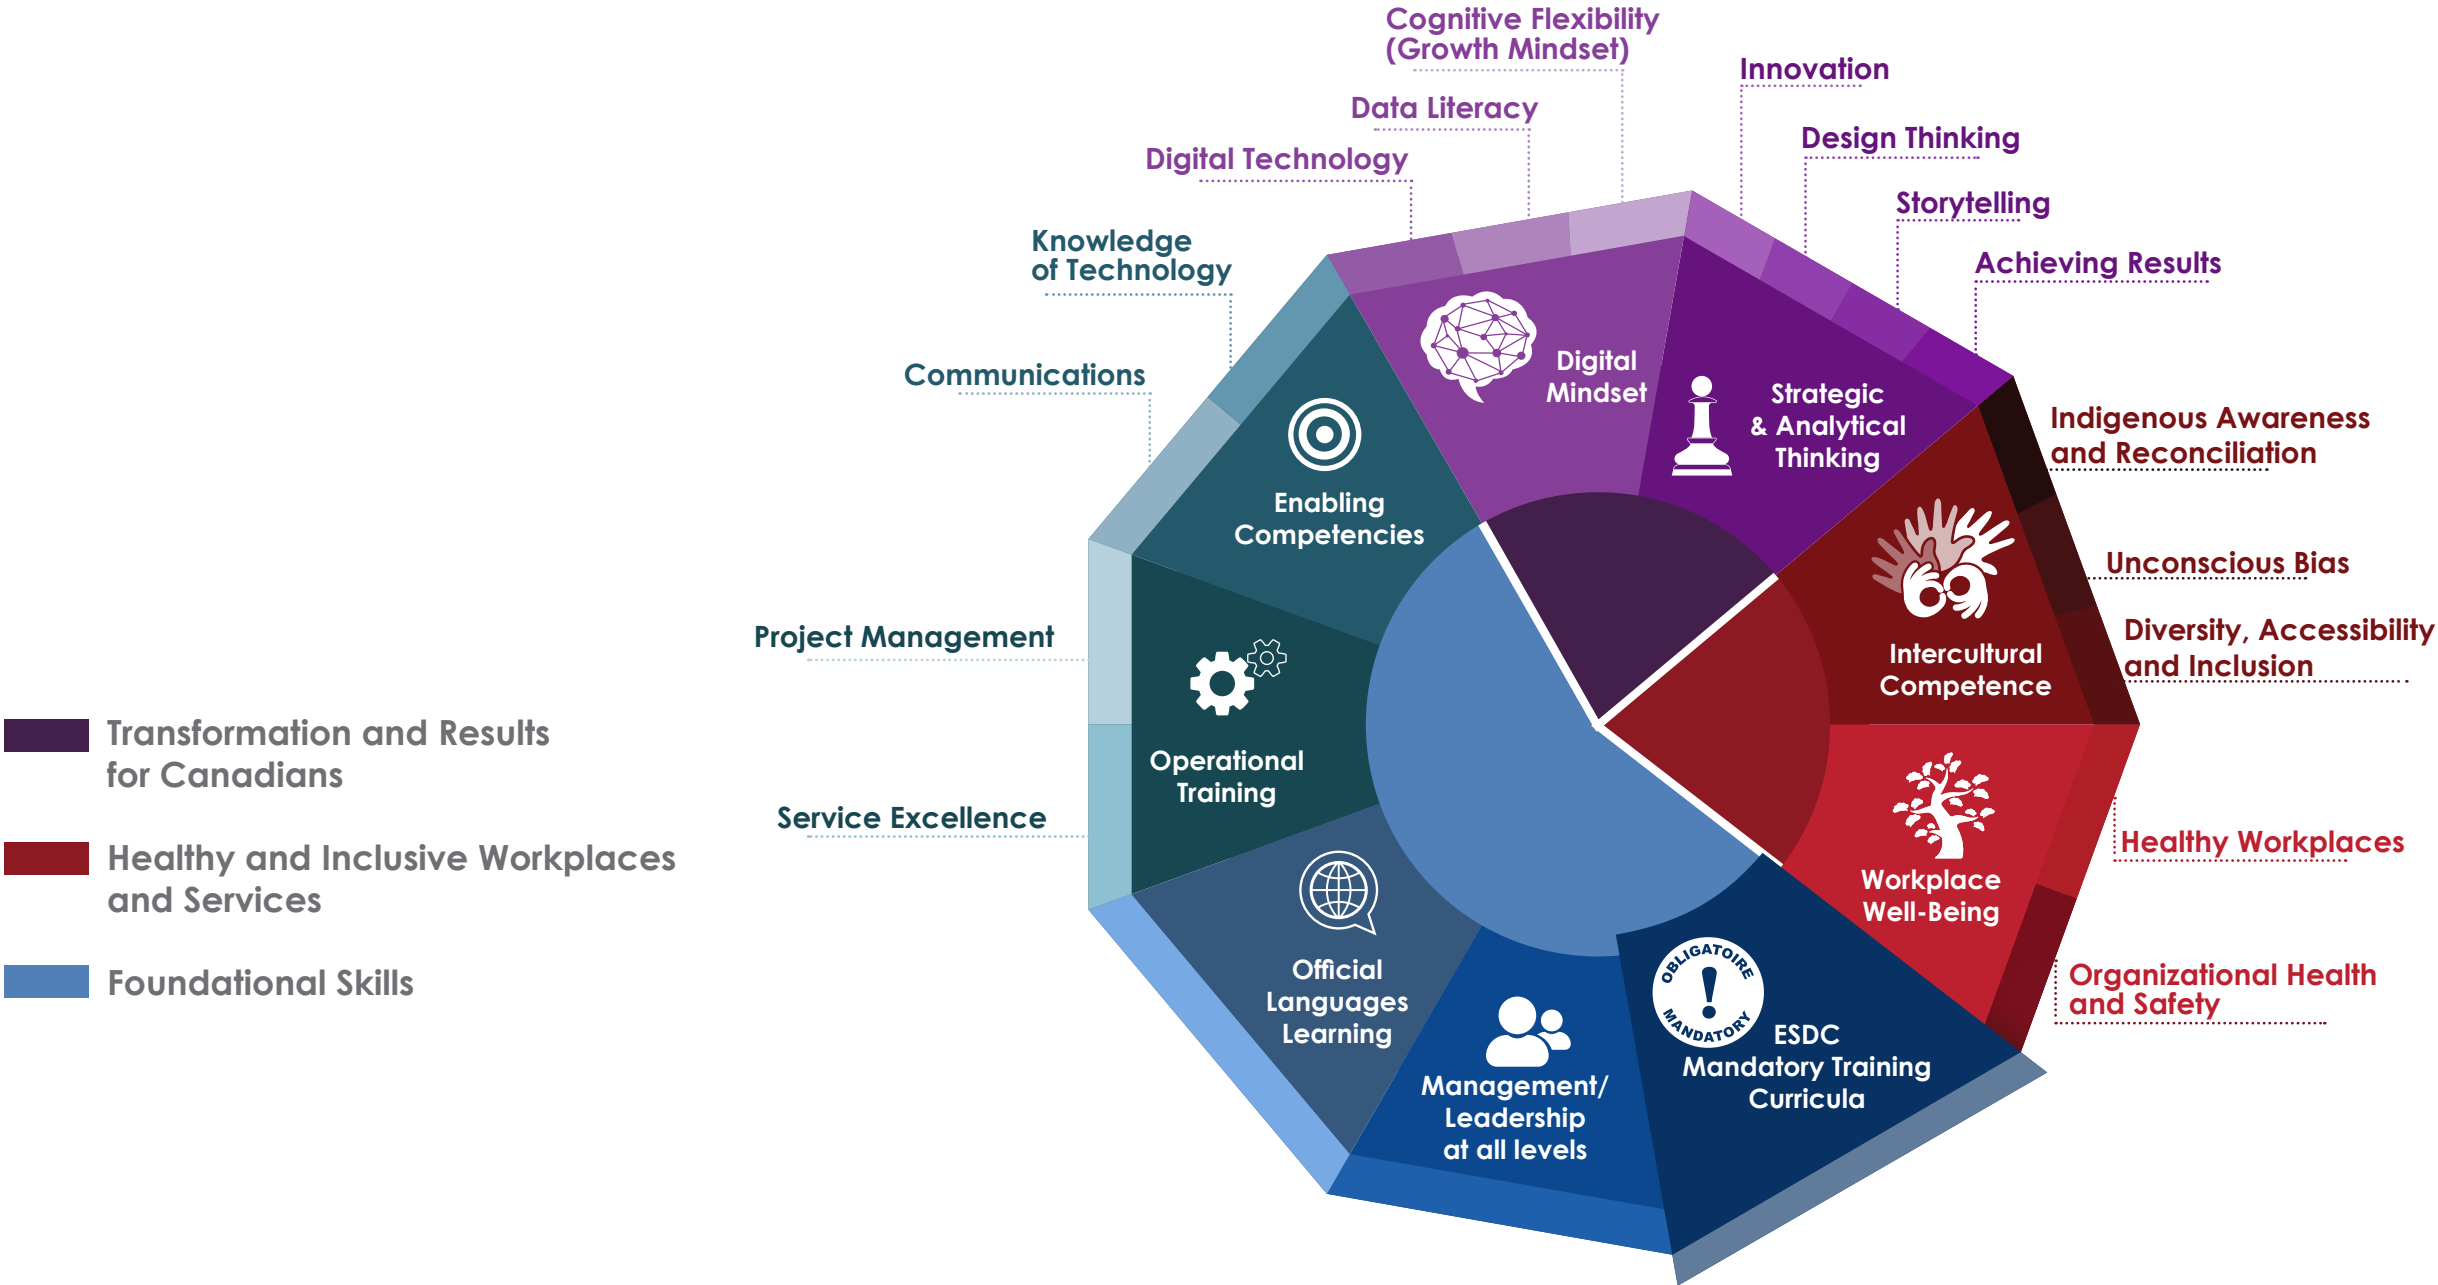 Cognitive Flexibility
(Growth Mindset)
Data Literacy
Digital Technology
Knowledge
of Technology
Communications
Project Management
Service Excellence
Innovation
Design Thinking
Storytelling
Achieving Results
Indigenous Awareness
and Reconciliation
Unconscious Bias
Diversity, Accessibility
and Inclusion
Healthy Workplaces
Organizational Health
and Safety
Digital
Mindset
Strategic
& Analytical
Thinking
Intercultural
Competence
Workplace
Well-Being
OBLIGATOIRE
!
MANDATORY
ESDC
Mandatory Training
Curricula
Management/
Leadership
at all levels
Official
Languages
Learning
Operational
Training
Enabling
Competencies
Transformation and Results
for Canadians
Healthy and Inclusive Workplaces
and Services
Foundational Skills